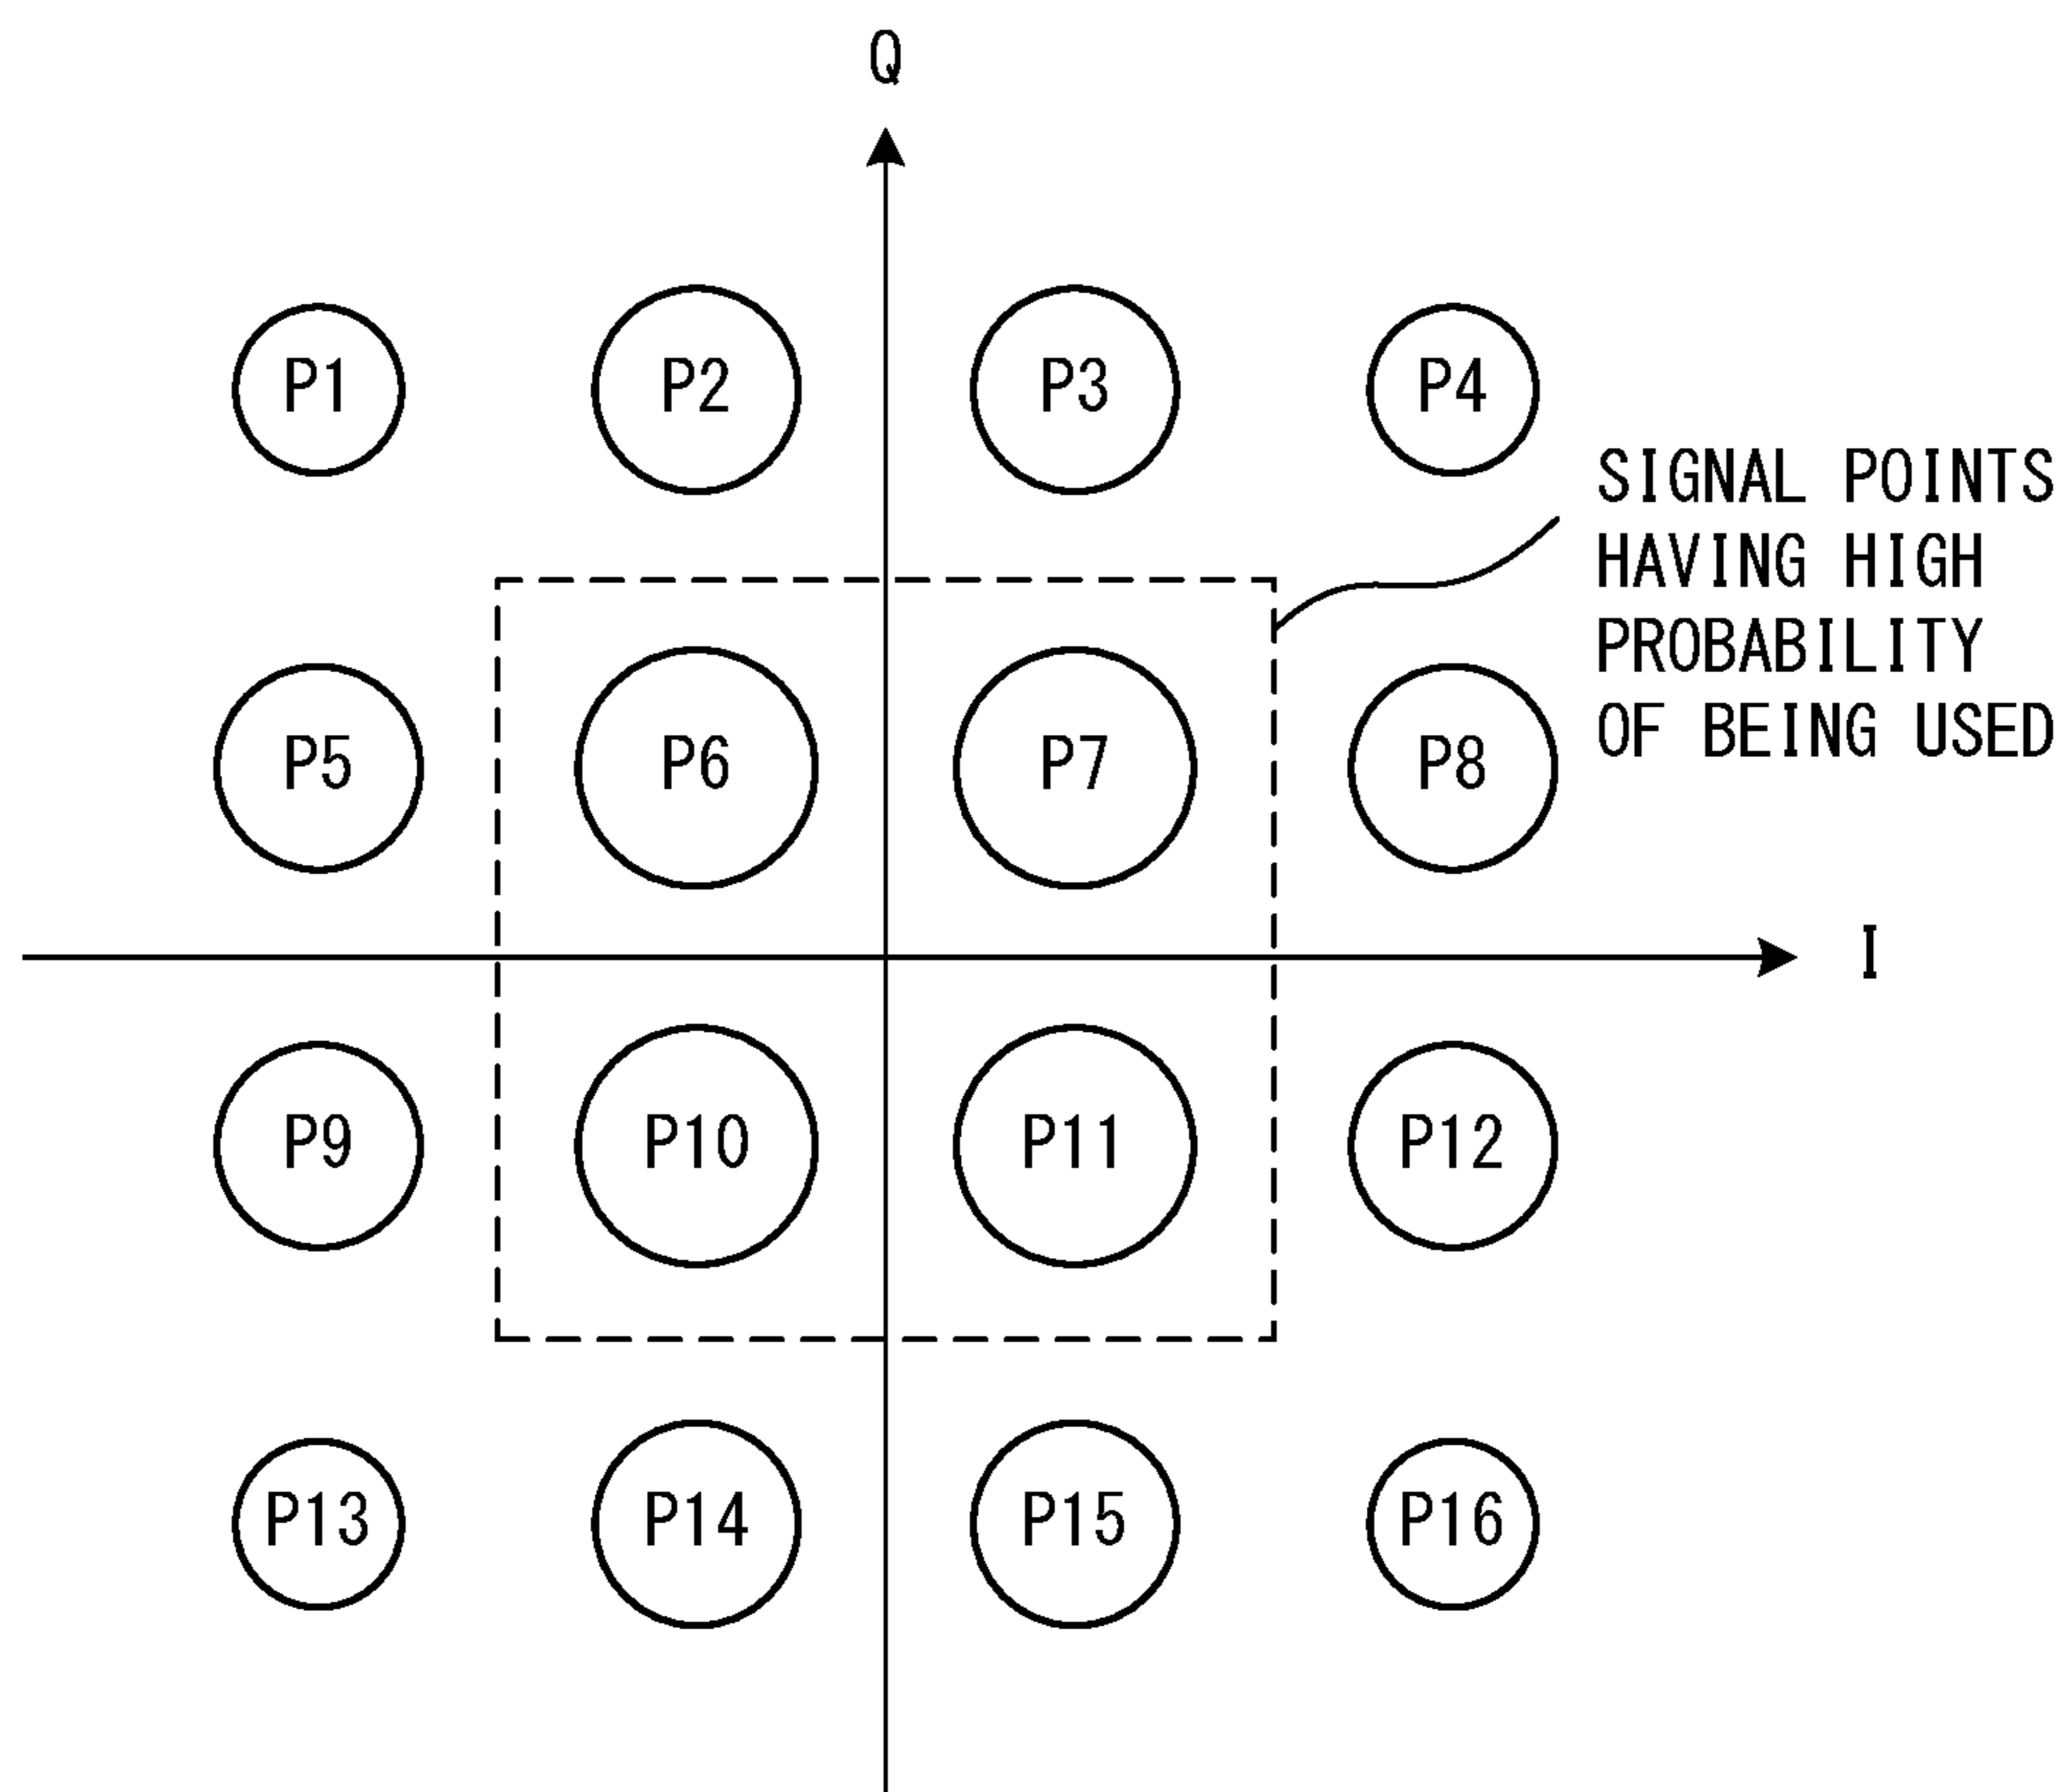 Q
P1
P2
P3
P4
SIGNAL POINTS
HAVING HIGH
PROBABILITY
OF BEING USED
P5
P6
P7
P8
I
P9
P10
P11
P12
P13
P14
P15
P16